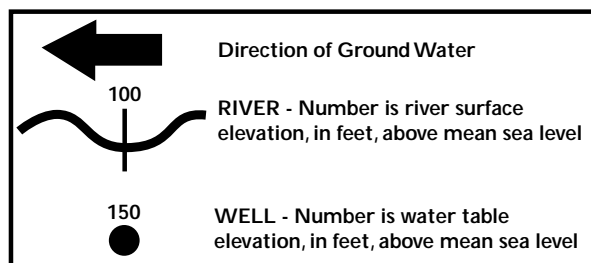 Direction of Ground Water
100
RIVER - Number is river surface
elevation, in feet, above mean sea level
150
WELL - Number is water table
elevation, in feet, above mean sea level